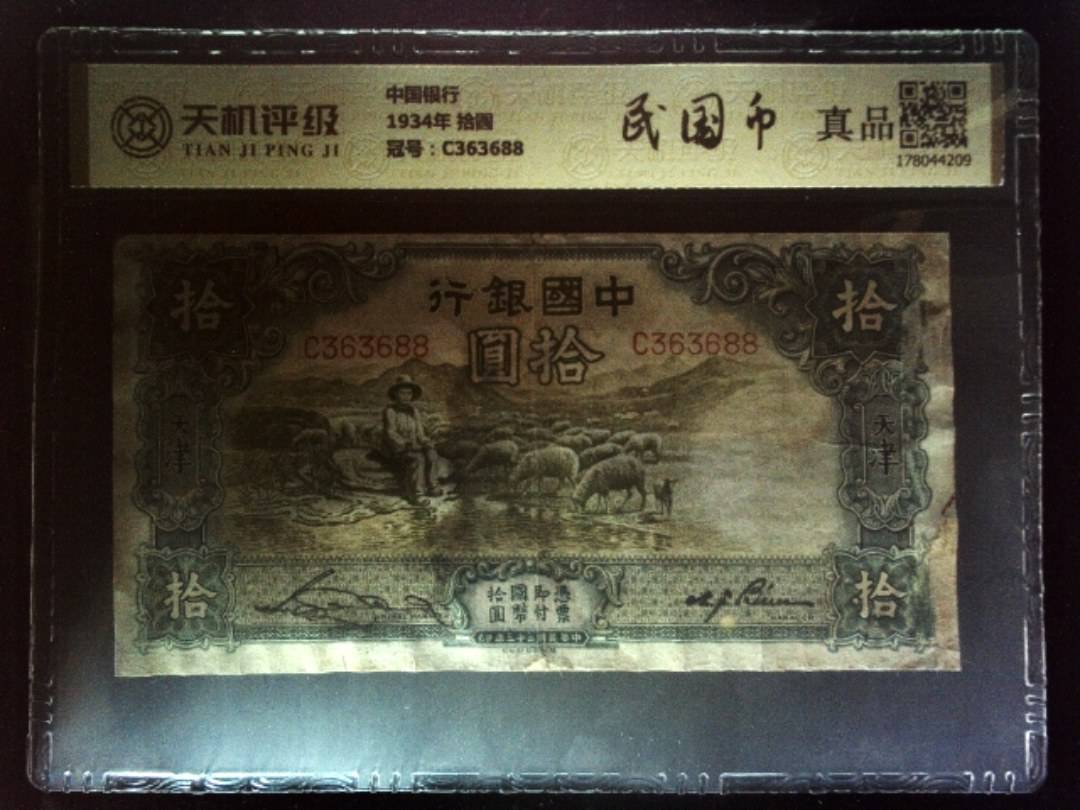 天机评级
TIAN JI PING JI
中国银行
1934年 拾圆
冠号：C363688
民国币
真品
178044209
行銀國中
拾
拾
C363688
圓拾
C363688
天津
天津
拾
憑票
即付
國幣
拾圓
拾